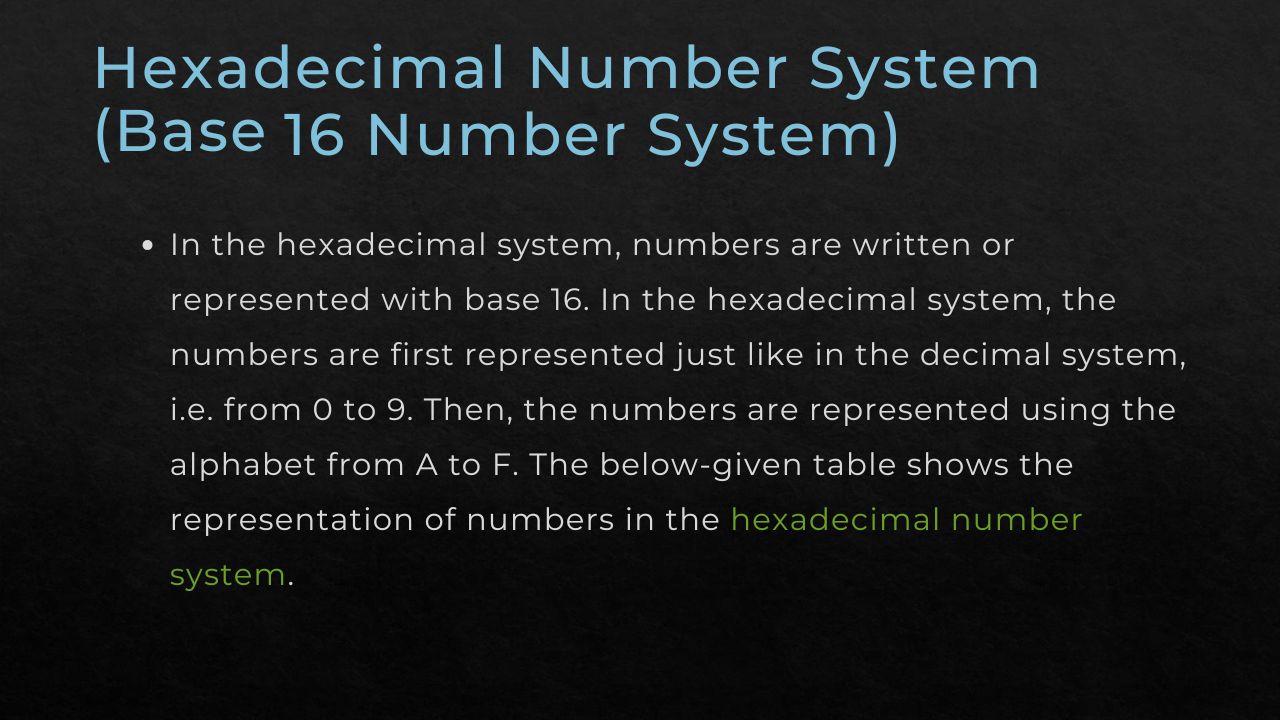 Hexadecimal Number System
(Base 16 Number System)
• In the hexadecimal system, numbers are written or
represented with base 16. In the hexadecimal system, the
numbers are first represented just like in the decimal system,
i.e. from 0 to 9. Then, the numbers are represented using the
alphabet from A to F. The below-given table shows the
representation of numbers in the hexadecimal number
system.